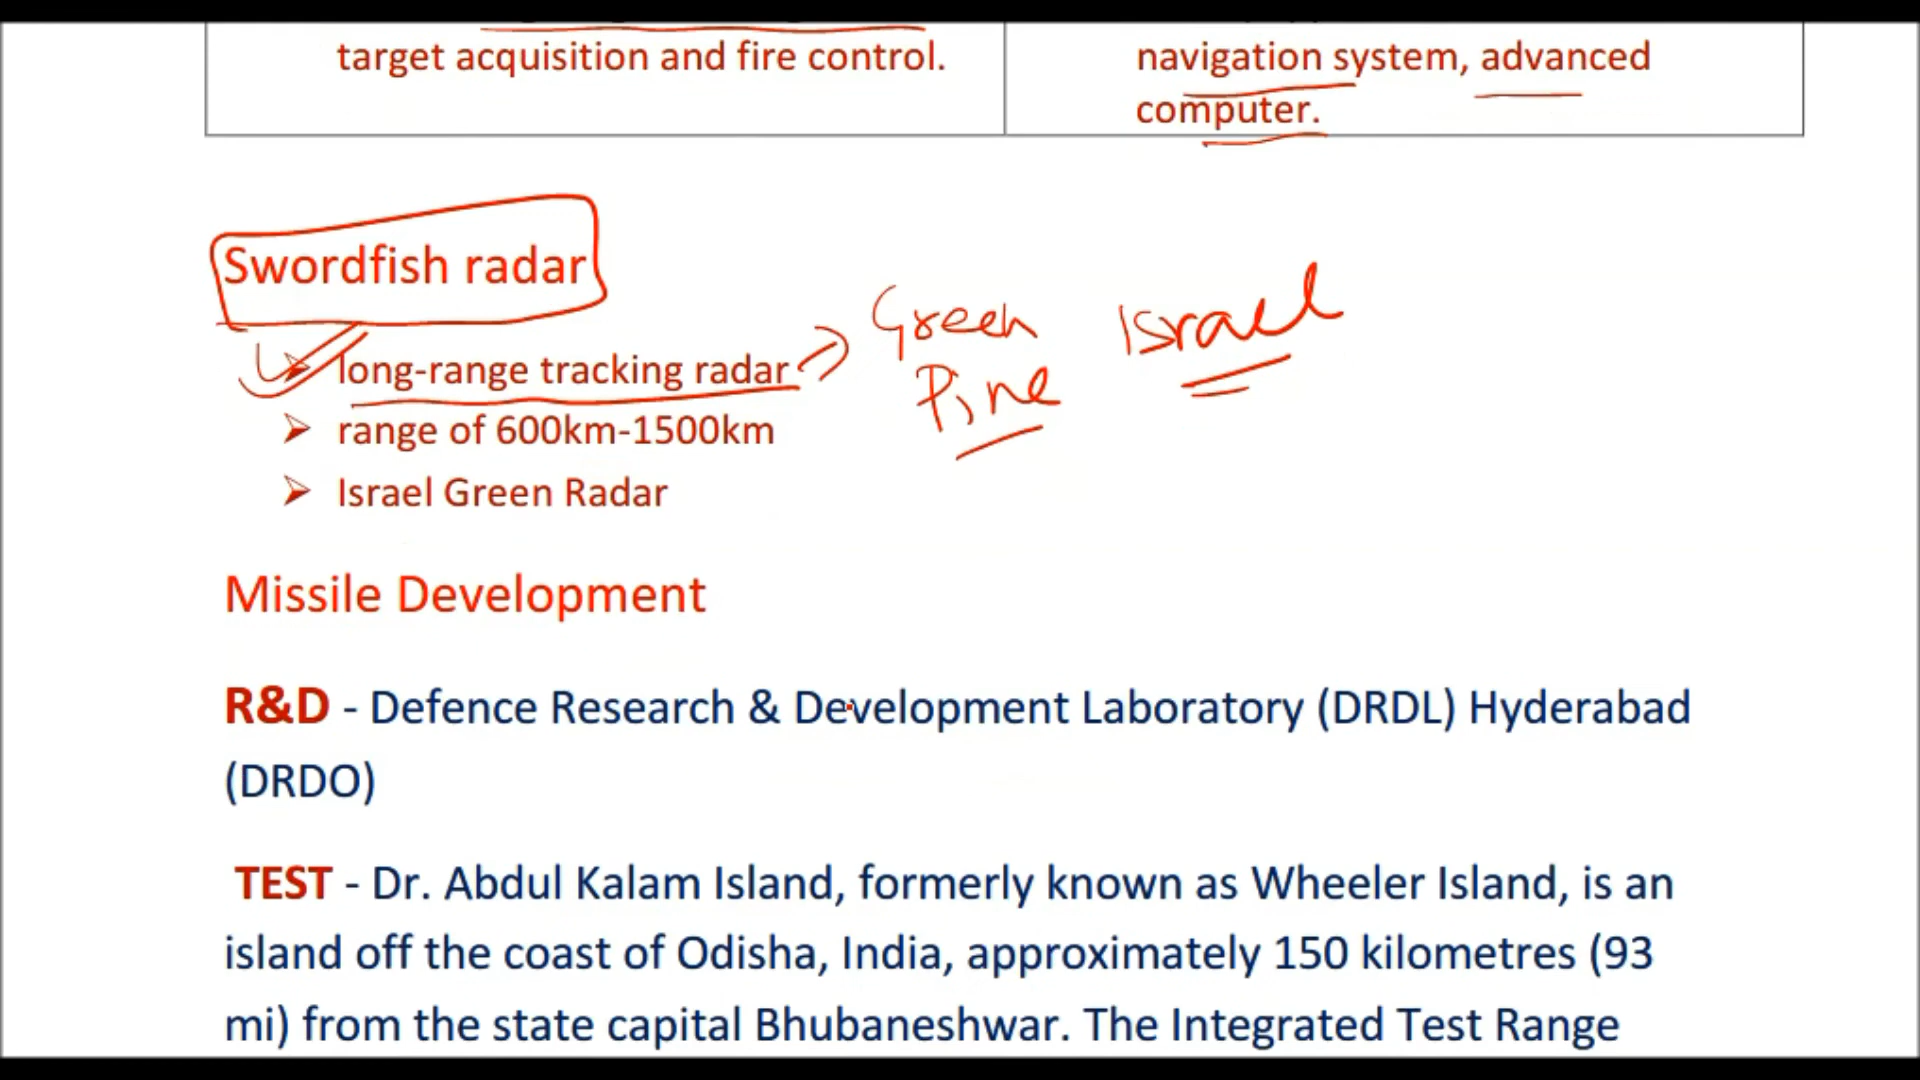 target acquisition and fire control.
navigation system, advanced
computer.
Swordfish radar
long-range tracking radar
Green
Pine
Israel
range of 600km-1500km
Israel Green Radar
Missile Development
R&D - Defence Research & Development Laboratory (DRDL) Hyderabad
(DRDO)
TEST - Dr. Abdul Kalam Island, formerly known as Wheeler Island, is an
island off the coast of Odisha, India, approximately 150 kilometres (93
mi) from the state capital Bhubaneshwar. The Integrated Test Range